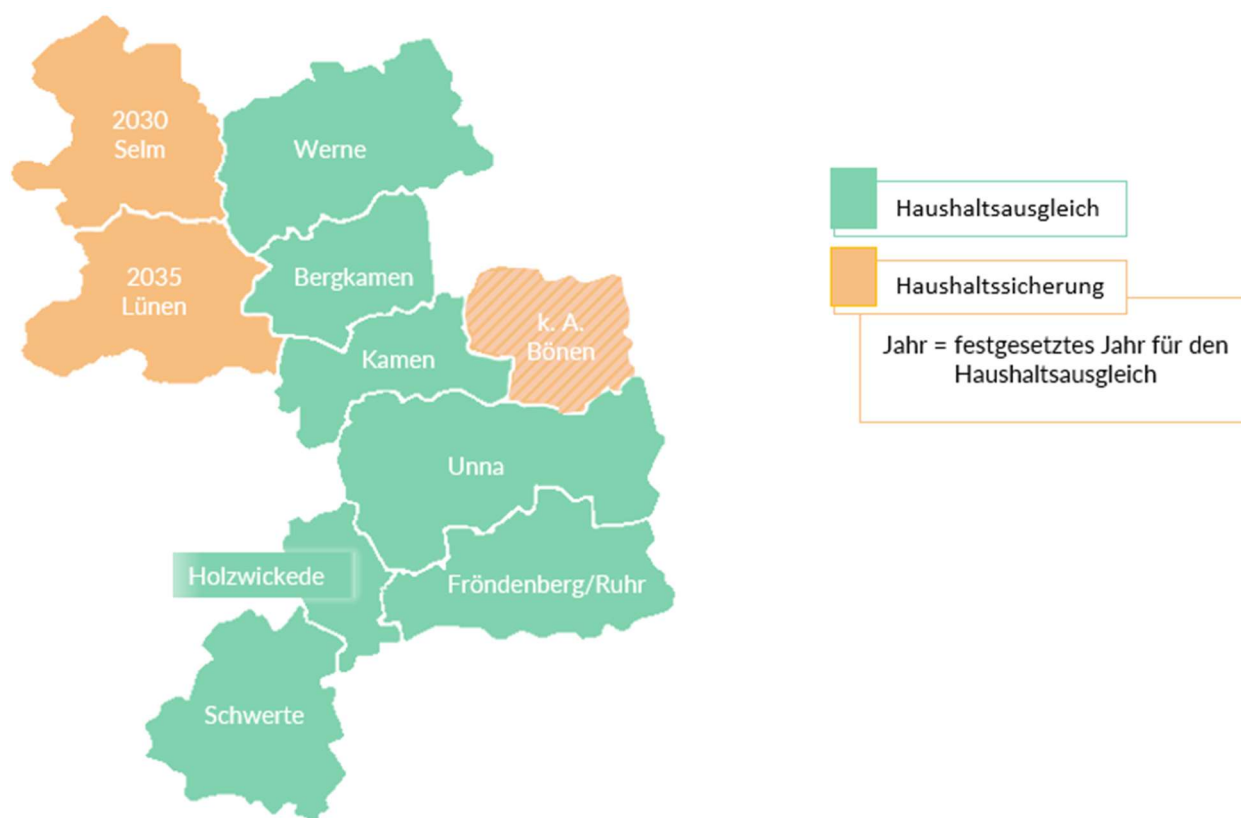 2030
Selm
Werne
2035
Lünen
Bergkamen
k. A.
Bönen
Kamen
Unna
Holzwickede
Fröndenberg/Ruhr
Schwerte
Haushaltsausgleich
Haushaltssicherung
Jahr = festgesetztes Jahr für den
Haushaltsausgleich